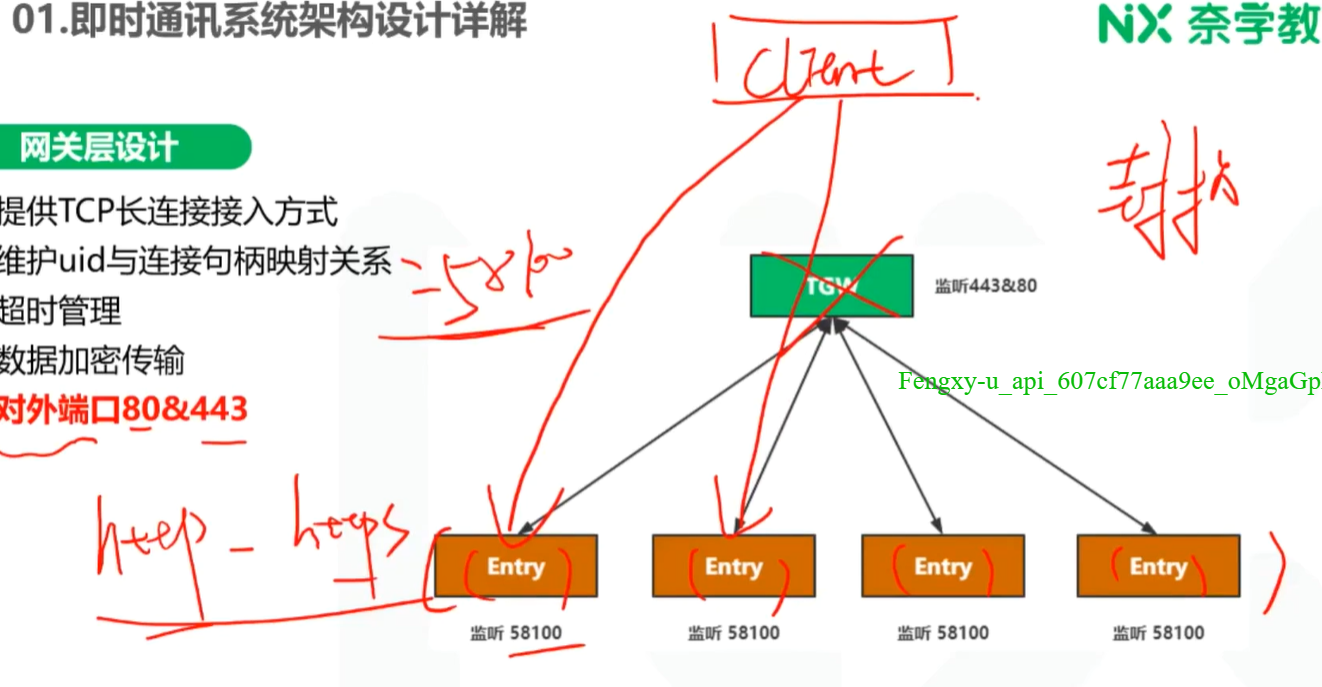 01.即时通讯系统架构设计详解
NX 奈学教
client
网关层设计
提供TCP长连接接入方式
维护uid与连接句柄映射关系
58100
超时管理
数据加密传输
对外端口80&443
TGW
监听443&80
Fengxy-u_api_607cf77aaa9ee_oMgaGp
http - https
Entry
Entry
Entry
Entry
监听 58100
监听 58100
监听 58100
监听 58100